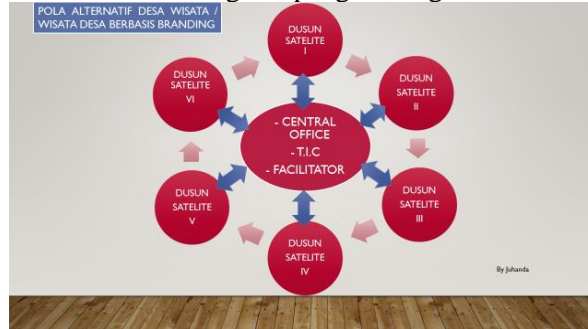 POLA ALTERNATIF DESA WISATA /
WISATA DESA BERBASIS BRANDING
DUSUN
SATELITE
I
DUSUN
SATELITE
II
DUSUN
SATELITE
III
DUSUN
SATELITE
IV
DUSUN
SATELITE
V
DUSUN
SATELITE
VI
- CENTRAL
OFFICE
- T.I.C
- FACILITATOR
By Juhanda